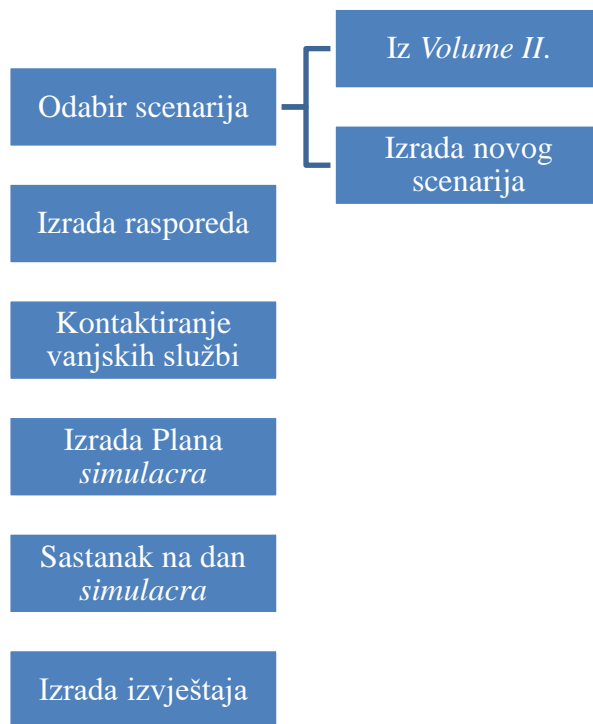 Odabir scenarija
Iz Volume II.
Izrada novog
scenarija
Izrada rasporeda
Kontaktiranje
vanjskih službi
Izrada Plana
simulacra
Sastanak na dan
simulacra
Izrada izvještaja